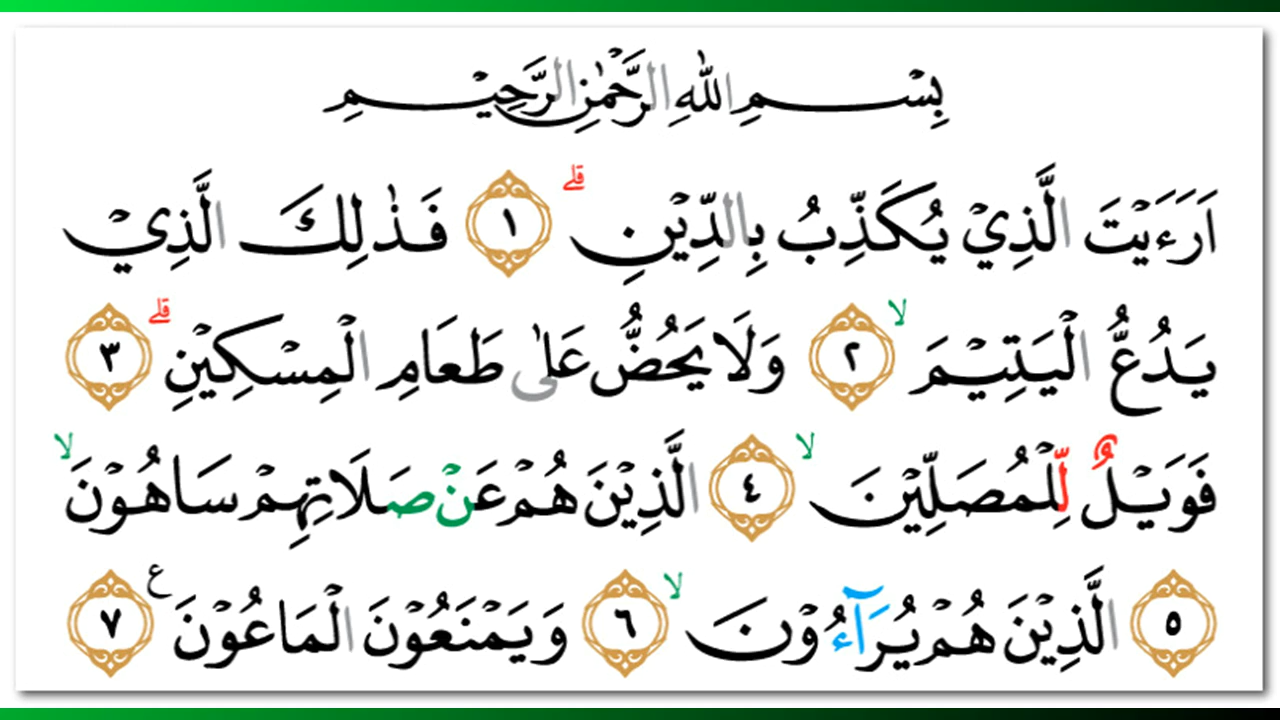 بِسْمِ اللّٰهِ الرَّحْمٰنِ الرَّحِيْمِ
اَرَءَيْتَ الَّذِيْ يُكَذِّبُ بِالدِّيْنِۗ ١ فَذٰلِكَ الَّذِيْ
يَدُعُّ الْيَتِيْمَۙ ٢ وَلَا يَحُضُّ عَلٰى طَعَامِ الْمِسْكِيْنِۗ ٣
فَوَيْلٌ لِّلْمُصَلِّيْنَۙ ٤ الَّذِيْنَ هُمْ عَنْ صَلَاتِهِمْ سَاهُوْنَۙ
٥ الَّذِيْنَ هُمْ يُرَآءُوْنَۙ ٦ وَيَمْنَعُوْنَ الْمَاعُوْنَ ع ٧